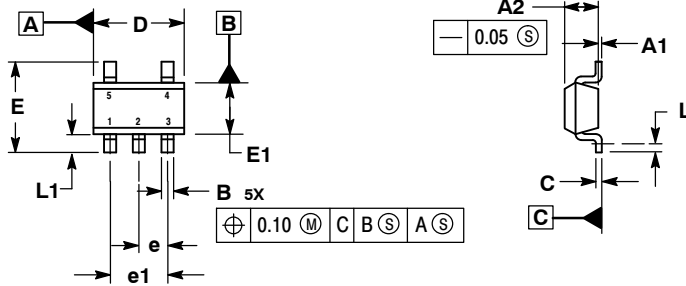 A D B
E
5 4
1 2 3
E1
L1
B 5X
⌖ 0.10 Ⓜ C B Ⓢ A Ⓢ
e
e1
A2
— 0.05 Ⓢ
A1
L
C
C